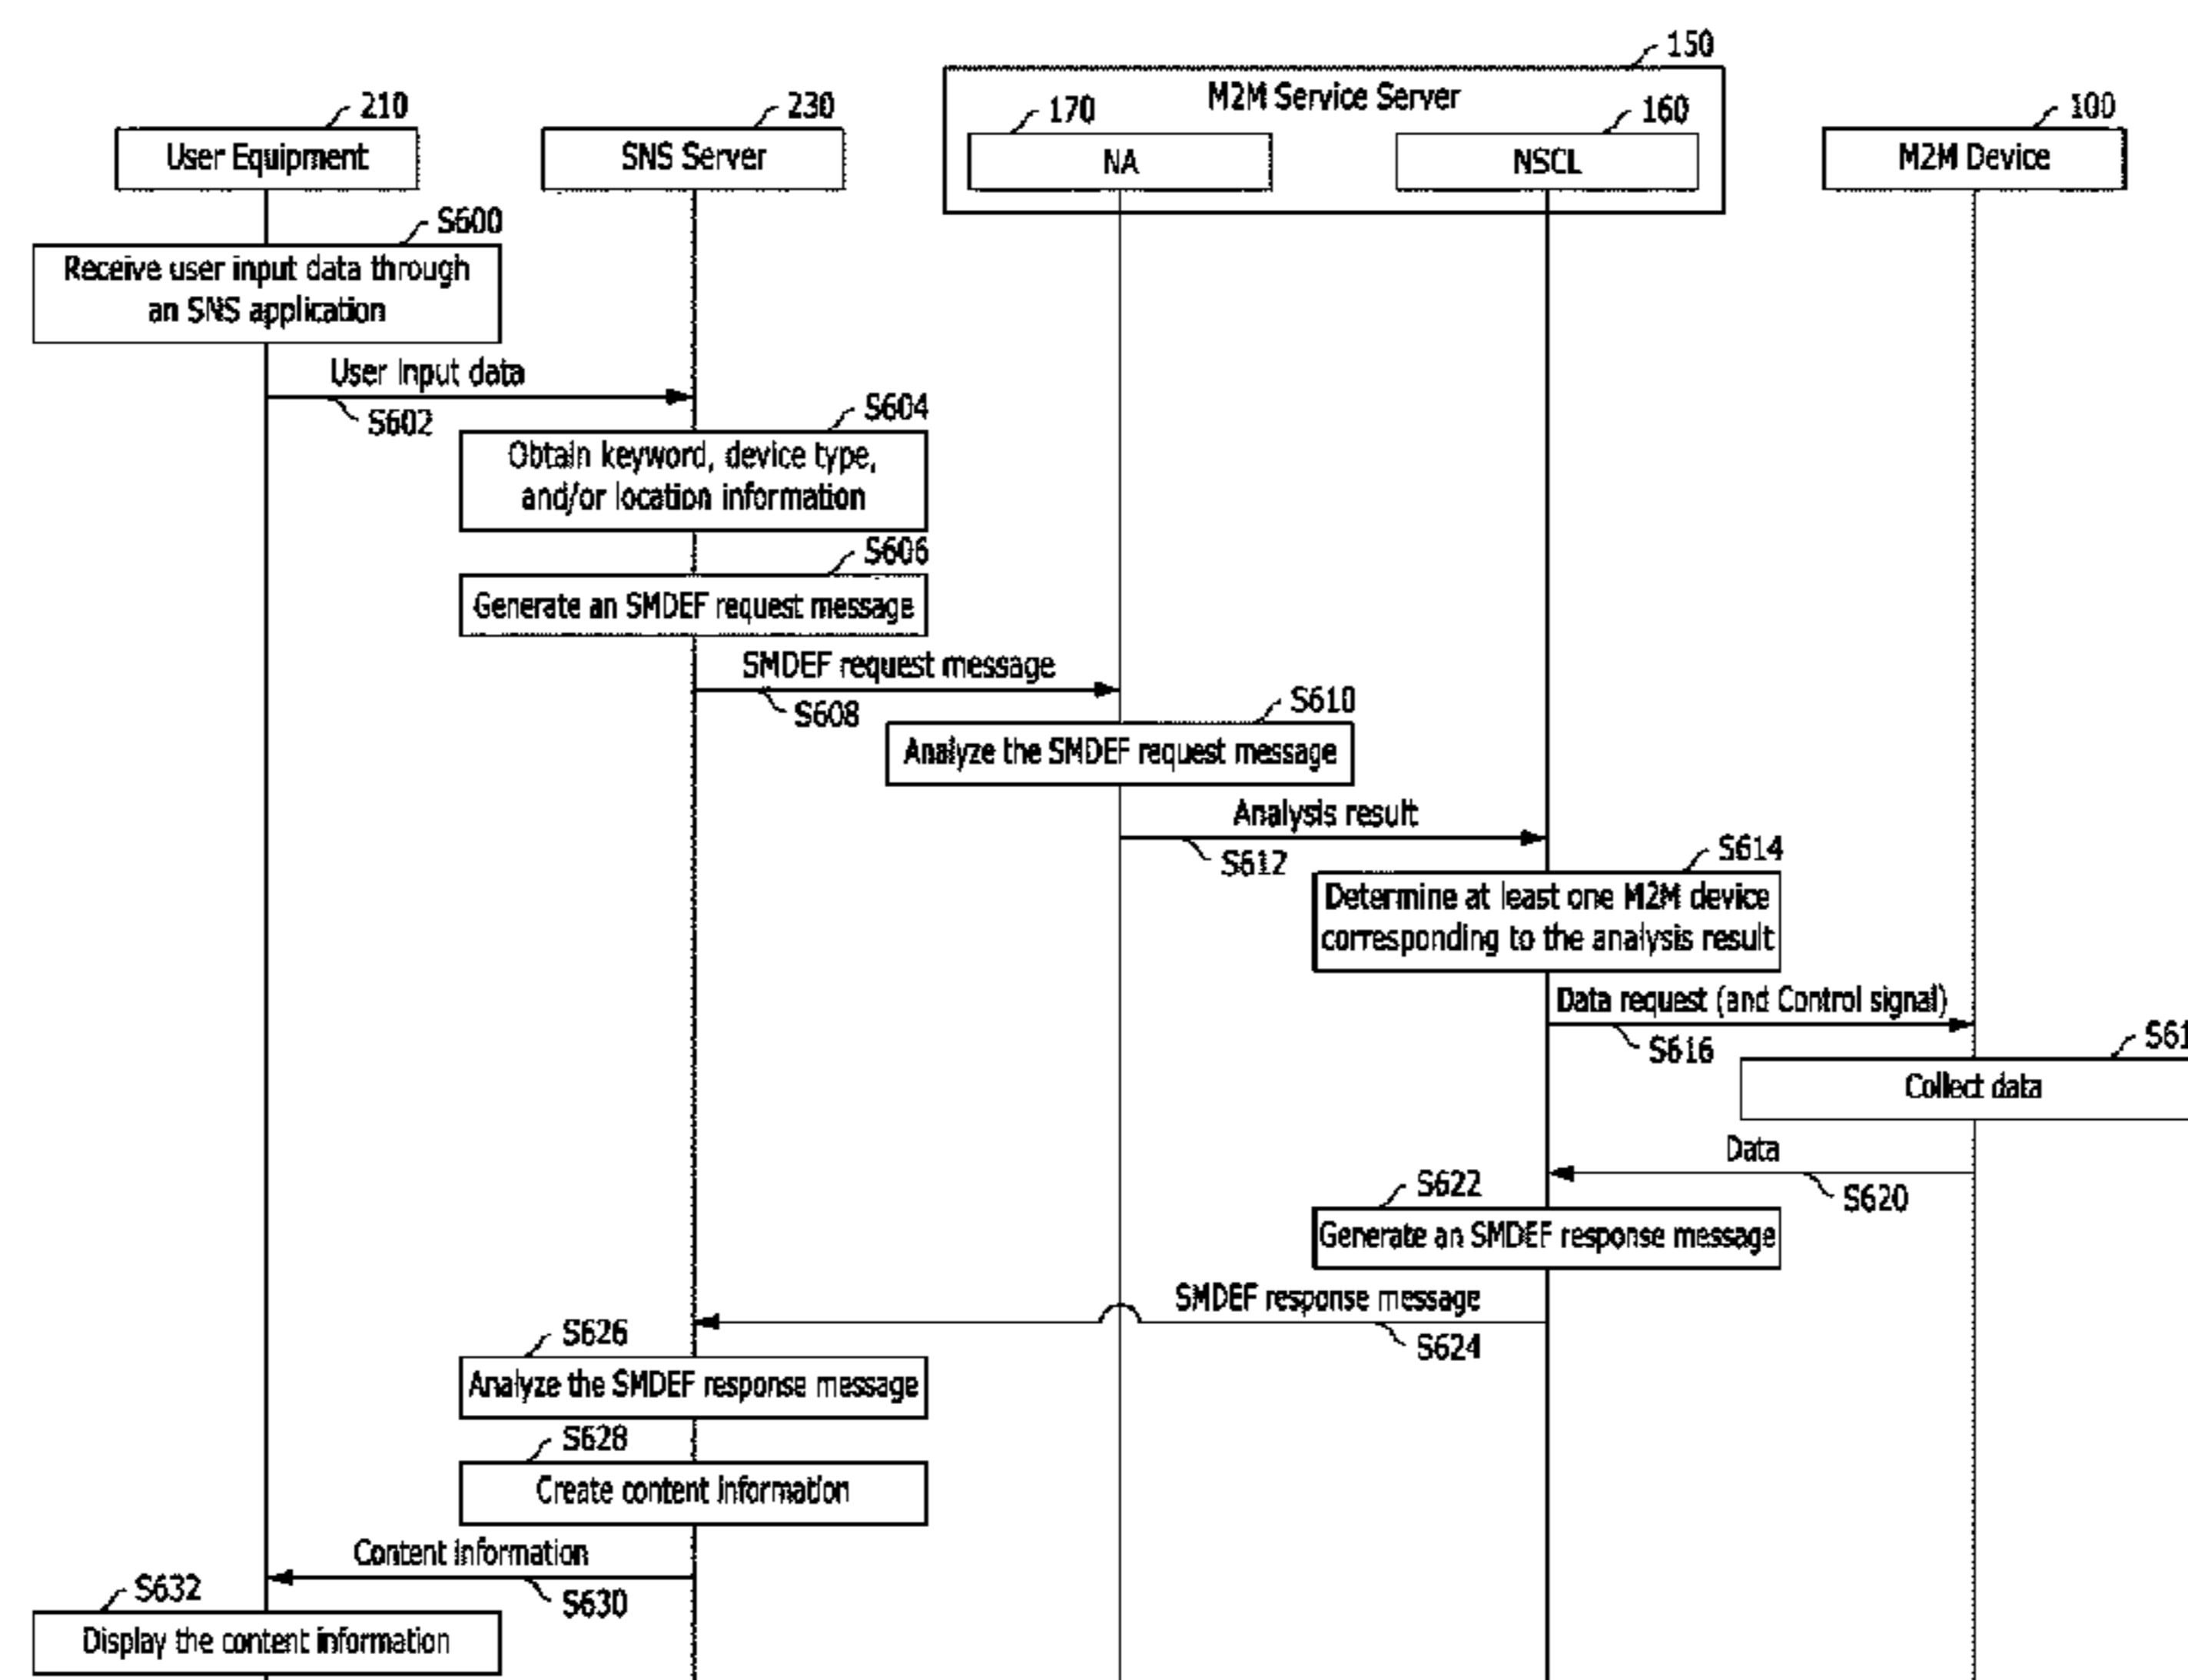 150
210
230
170
M2M Service Server
160
100
User Equipment
SNS Server
NA
NSCL
M2M Device
S600
Receive user input data through
an SNS application
User input data
S602
S604
Obtain keyword, device type,
and/or location information
S606
Generate an SMDEF request message
SMDEF request message
S608
S610
Analyze the SMDEF request message
Analysis result
S612
S614
Determine at least one M2M device
corresponding to the analysis result
Data request (and Control signal)
S616
S61
Collect data
Data
S620
S622
Generate an SMDEF response message
SMDEF response message
S624
S626
Analyze the SMDEF response message
S628
Create content information
Content information
S630
S632
Display the content information